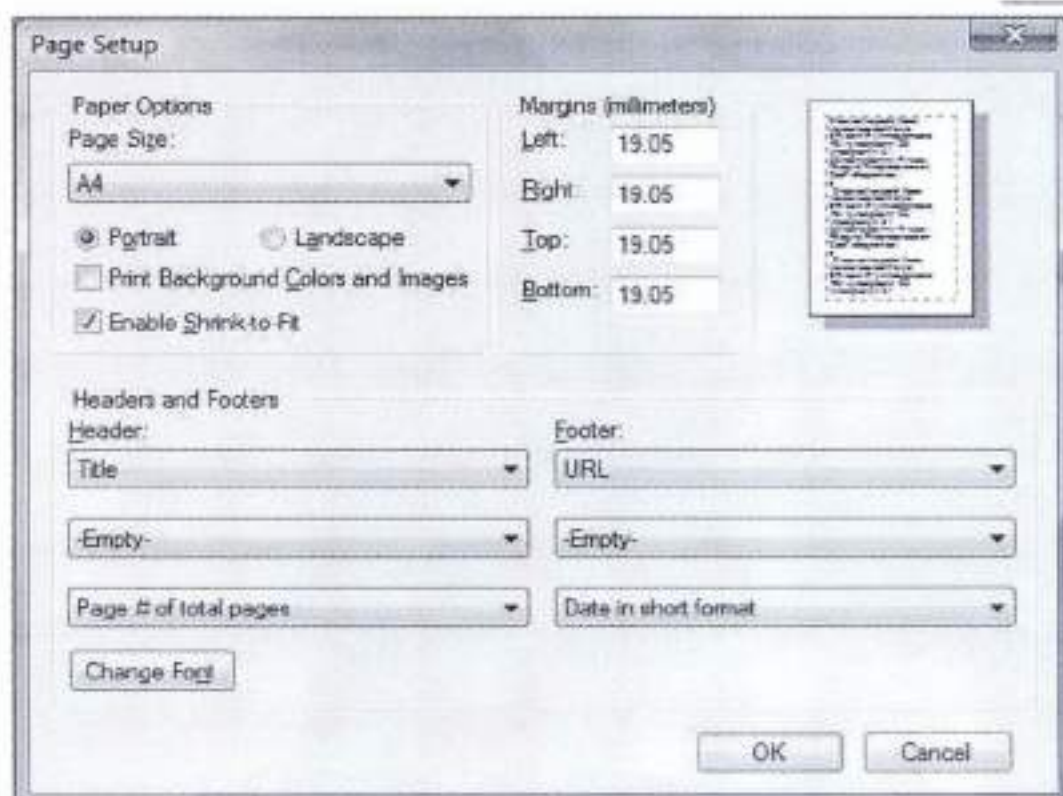 Page Setup
Paper Options
Page Size:
A4
Portrait
Landscape
Print Background Colors and Images
Enable Shrink-to-Fit
Margins (millimeters)
Left: 19.05
Right: 19.05
Top: 19.05
Bottom: 19.05
Headers and Footers
Header:
Footer:
Title
URL
-Empty-
-Empty-
Page # of total pages
Date in short format
Change Font
OK
Cancel